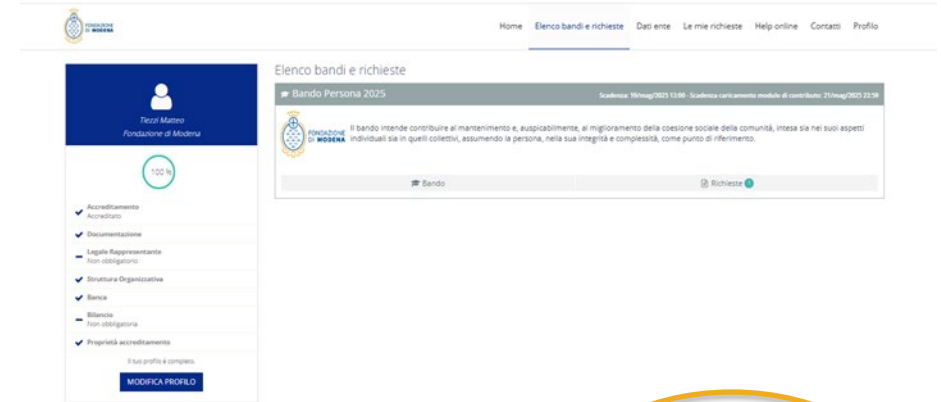 FONDAZIONE
DI MODENA
Home Elenco bandi e richieste Dati ente Le mie richieste Help online Contatti Profilo
Tezzi Matteo
Fondazione di Modena
100 %
Accreditamento
Accreditato
Documentazione
Legale Rappresentante
Non obbligatorio
Struttura Organizzativa
Banca
Bilancio
Non obbligatoria
Proprietà accreditamento
Il tuo profilo è completo.
MODIFICA PROFILO
Elenco bandi e richieste
Bando Persona 2025
Scadenza: 19/mag/2025 13:00 - Scadenza caricamento modulo di contributo: 21/mag/2025 23:59
FONDAZIONE
DI MODENA
Il bando intende contribuire al mantenimento e, auspicabilmente, al miglioramento della coesione sociale della comunità, intesa sia nei suoi aspetti
individuali sia in quelli collettivi, assumendo la persona, nella sua integrità e complessità, come punto di riferimento.
Bando
Richieste 1